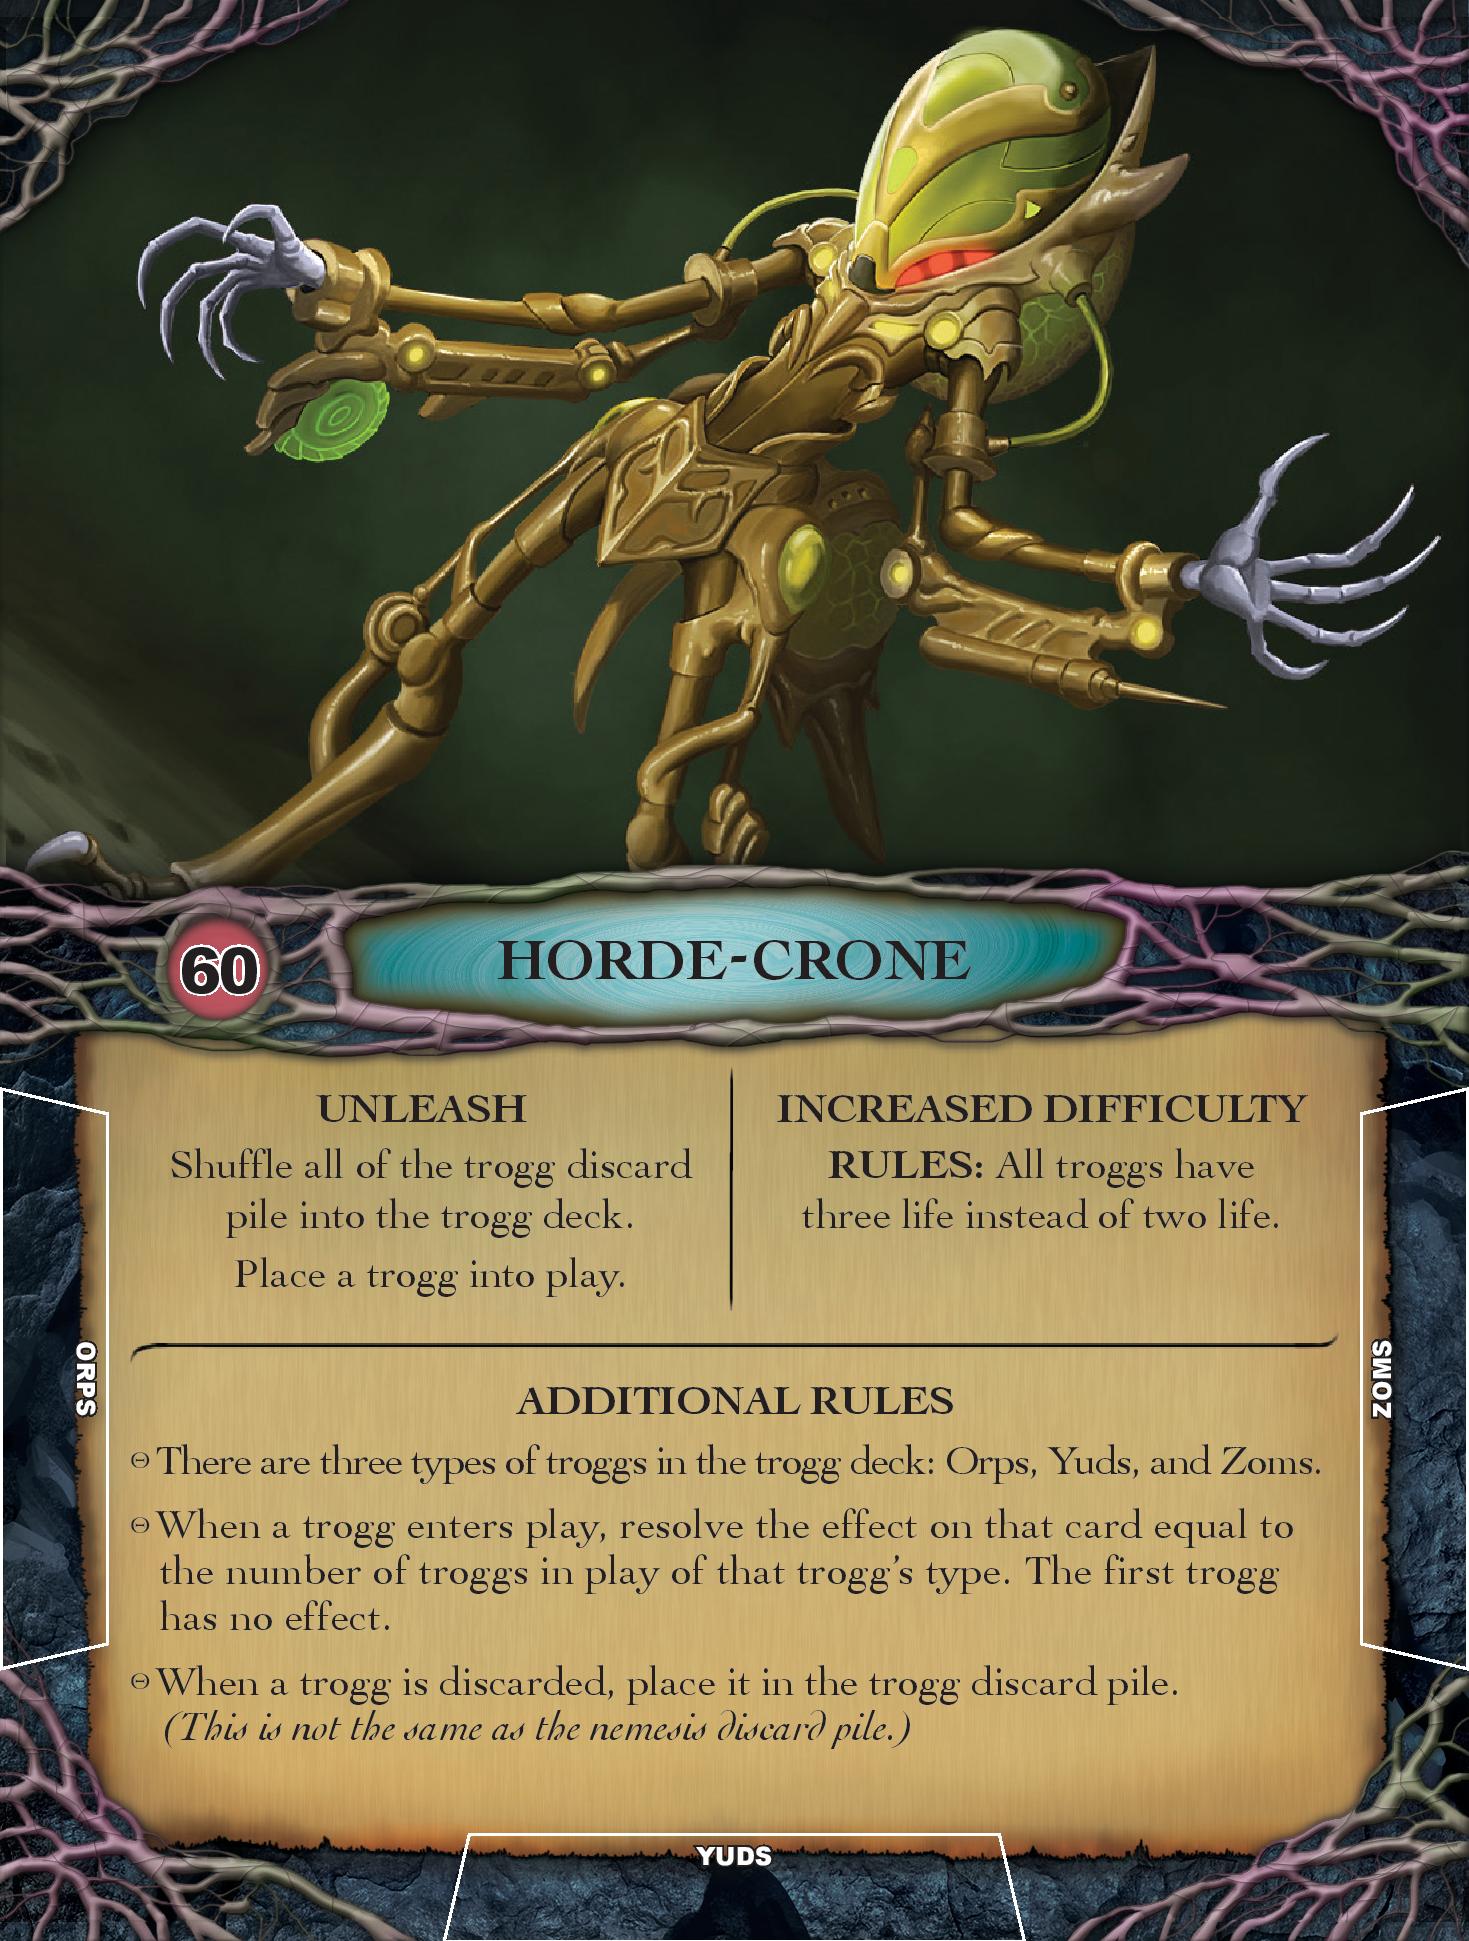 60
HORDE-CRONE
UNLEASH
Shuffle all of the trogg discard
pile into the trogg deck.
Place a trogg into play.
INCREASED DIFFICULTY
RULES: All troggs have
three life instead of two life.
ADDITIONAL RULES
⊖ There are three types of troggs in the trogg deck: Orps, Yuds, and Zoms.
⊖ When a trogg enters play, resolve the effect on that card equal to
the number of troggs in play of that trogg's type. The first trogg
has no effect.
⊖ When a trogg is discarded, place it in the trogg discard pile.
(This is not the same as the nemesis discard pile.)
ORPS
ZOMS
YUDS